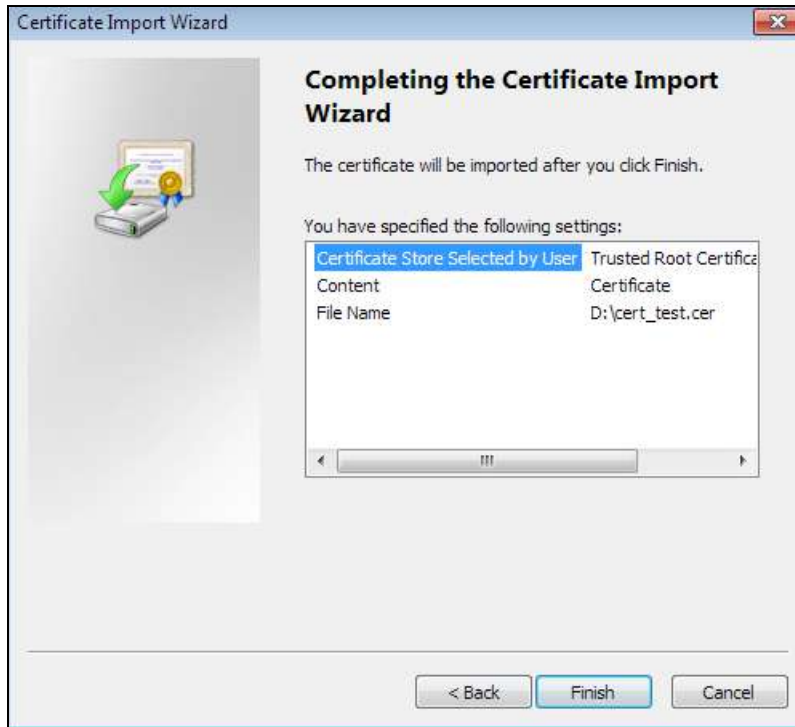 Certificate Import Wizard
Completing the Certificate Import
Wizard
The certificate will be imported after you click Finish.
You have specified the following settings:
Certificate Store Selected by User Trusted Root Certifica
Content Certificate
File Name D:\cert_test.cer
< Back Finish Cancel